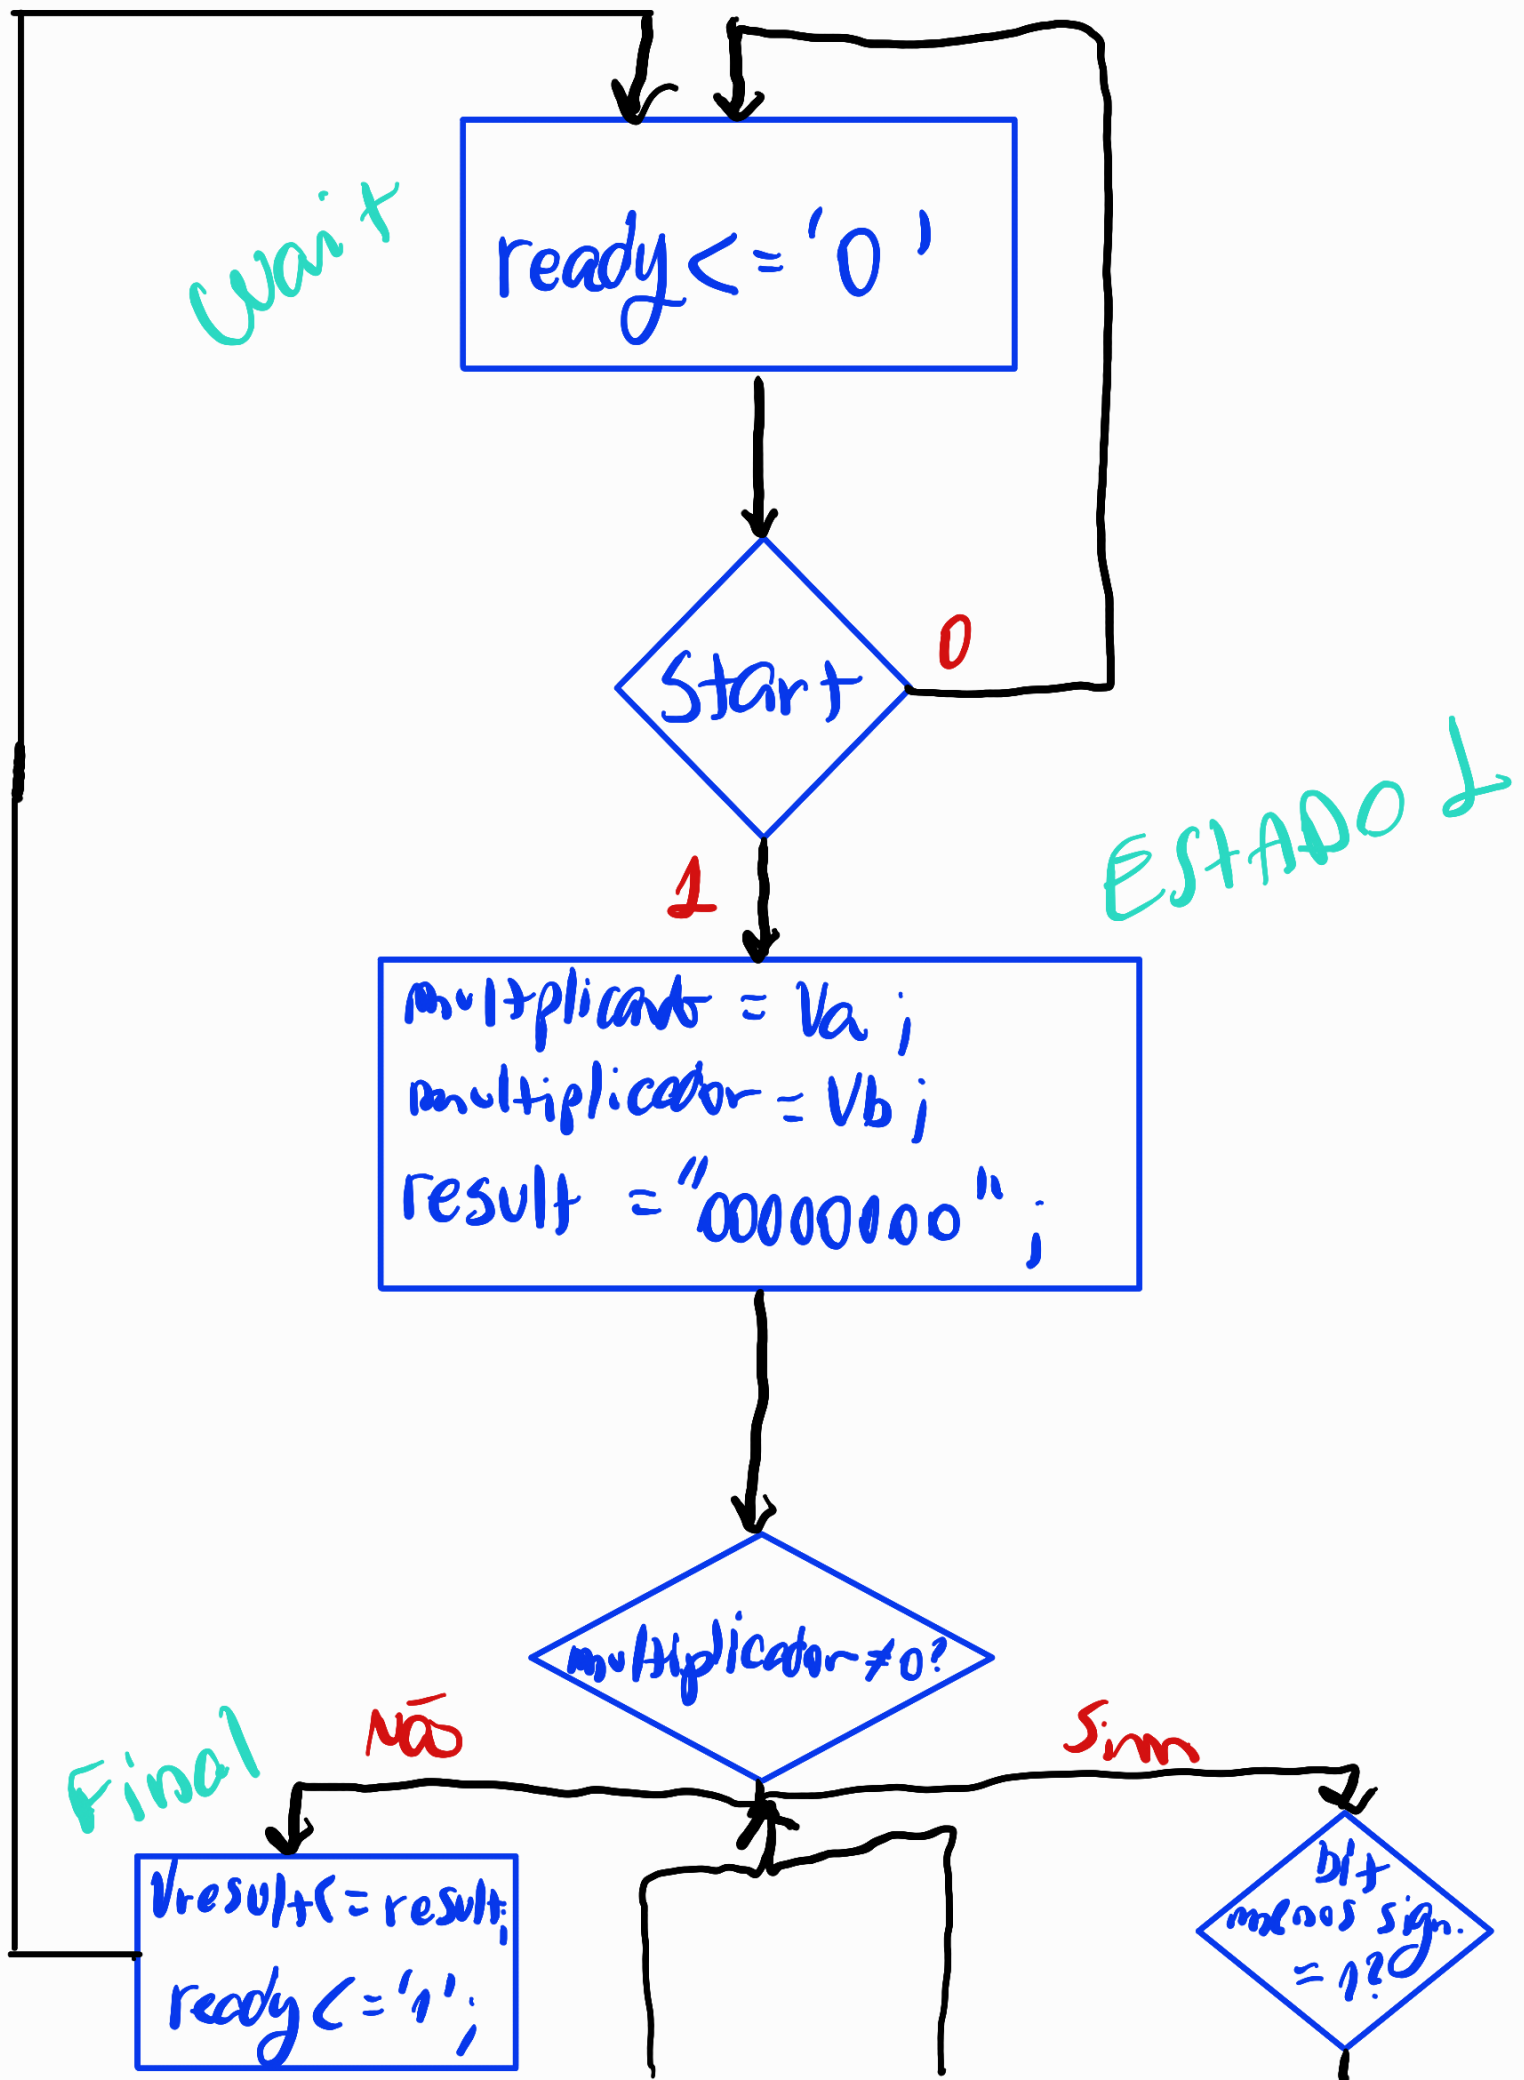 Wait
ready <= '0'
Start
0
1
ESTADO 1
multiplicando = Va ;
multiplicador = Vb ;
result = "00000000" ;
multiplicador ≠ 0?
Não
Sim
Final
Vresult <= result;
ready <= '1' ;
bit
menos sign.
= 1?